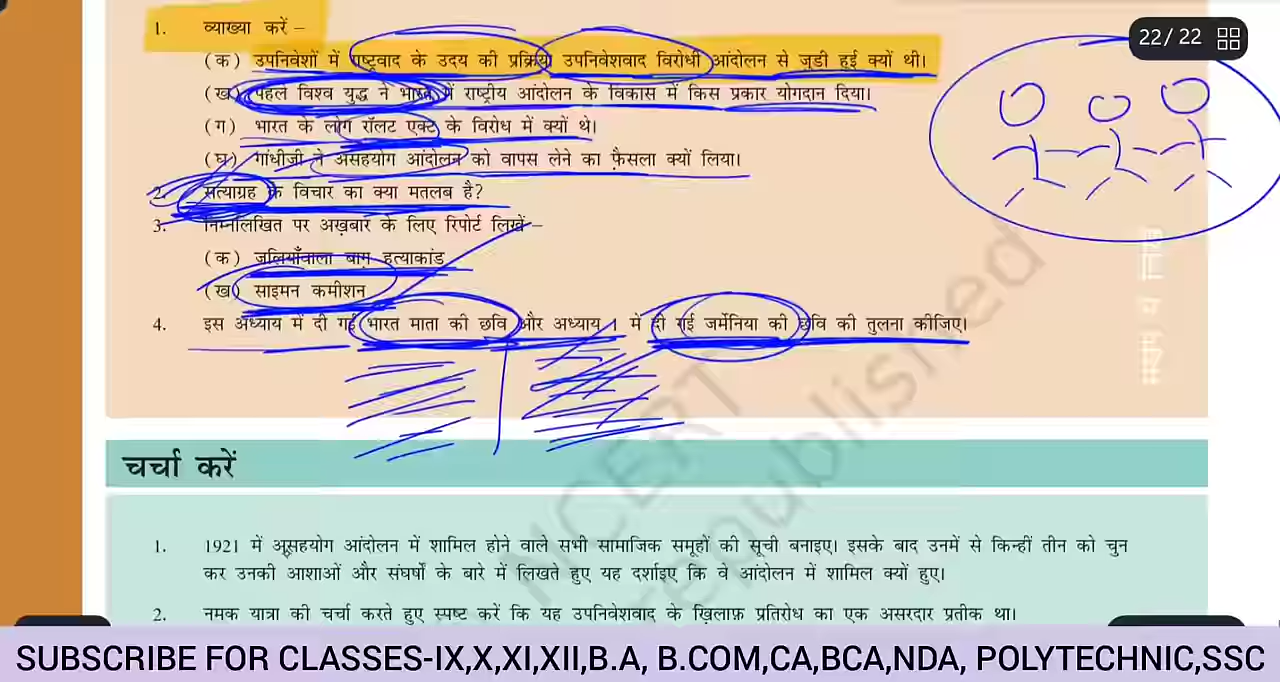 22/ 22
1. व्याख्या करें –
(क) उपनिवेशों में राष्ट्रवाद के उदय की प्रक्रिया उपनिवेशवाद विरोधी आंदोलन से जुडी हुई क्यों थी।
(ख) पहले विश्व युद्ध ने भारत में राष्ट्रीय आंदोलन के विकास में किस प्रकार योगदान दिया।
(ग) भारत के लोग रॉलट एक्ट के विरोध में क्यों थे।
(घ) गांधीजी ने असहयोग आंदोलन को वापस लेने का फ़ैसला क्यों लिया।
2. सत्याग्रह के विचार का क्या मतलब है?
3. निम्नलिखित पर अख़बार के लिए रिपोर्ट लिखें –
(क) जलियाँवाला बाग़ हत्याकांड
(ख) साइमन कमीशन
4. इस अध्याय में दी गई भारत माता की छवि और अध्याय 1 में दी गई जर्मेनिया की छवि की तुलना कीजिए।
चर्चा करें
1. 1921 में असहयोग आंदोलन में शामिल होने वाले सभी सामाजिक समूहों की सूची बनाइए। इसके बाद उनमें से किन्हीं तीन को चुन
कर उनकी आशाओं और संघर्षों के बारे में लिखते हुए यह दर्शाइए कि वे आंदोलन में शामिल क्यों हुए।
2. नमक यात्रा की चर्चा करते हुए स्पष्ट करें कि यह उपनिवेशवाद के ख़िलाफ़ प्रतिरोध का एक असरदार प्रतीक था।
NCERT
republished
SUBSCRIBE FOR CLASSES-IX,X,XI,XII,B.A, B.COM,CA,BCA,NDA, POLYTECHNIC,SSC